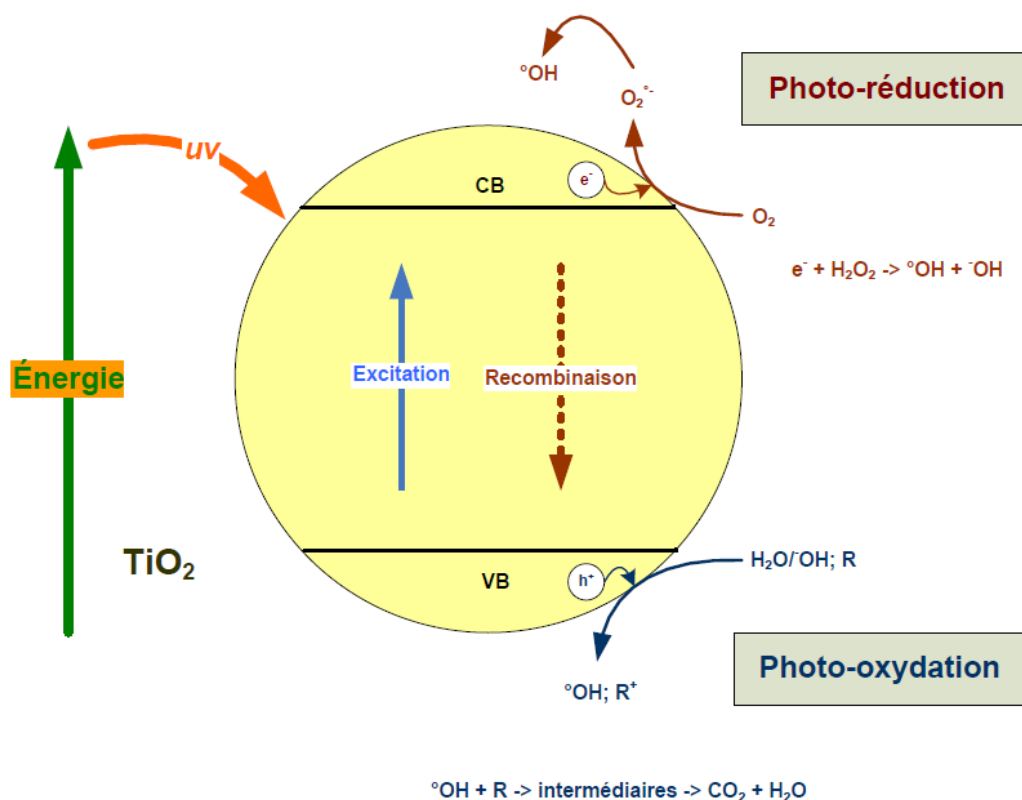 °OH
O₂°⁻
Photo-réduction
uv
CB
e⁻
O₂
e⁻ + H₂O₂ -> °OH + ⁻OH
Énergie
Excitation
Recombinaison
TiO₂
VB
h⁺
H₂O/⁻OH; R
Photo-oxydation
°OH; R⁺
°OH + R -> intermédiaires -> CO₂ + H₂O